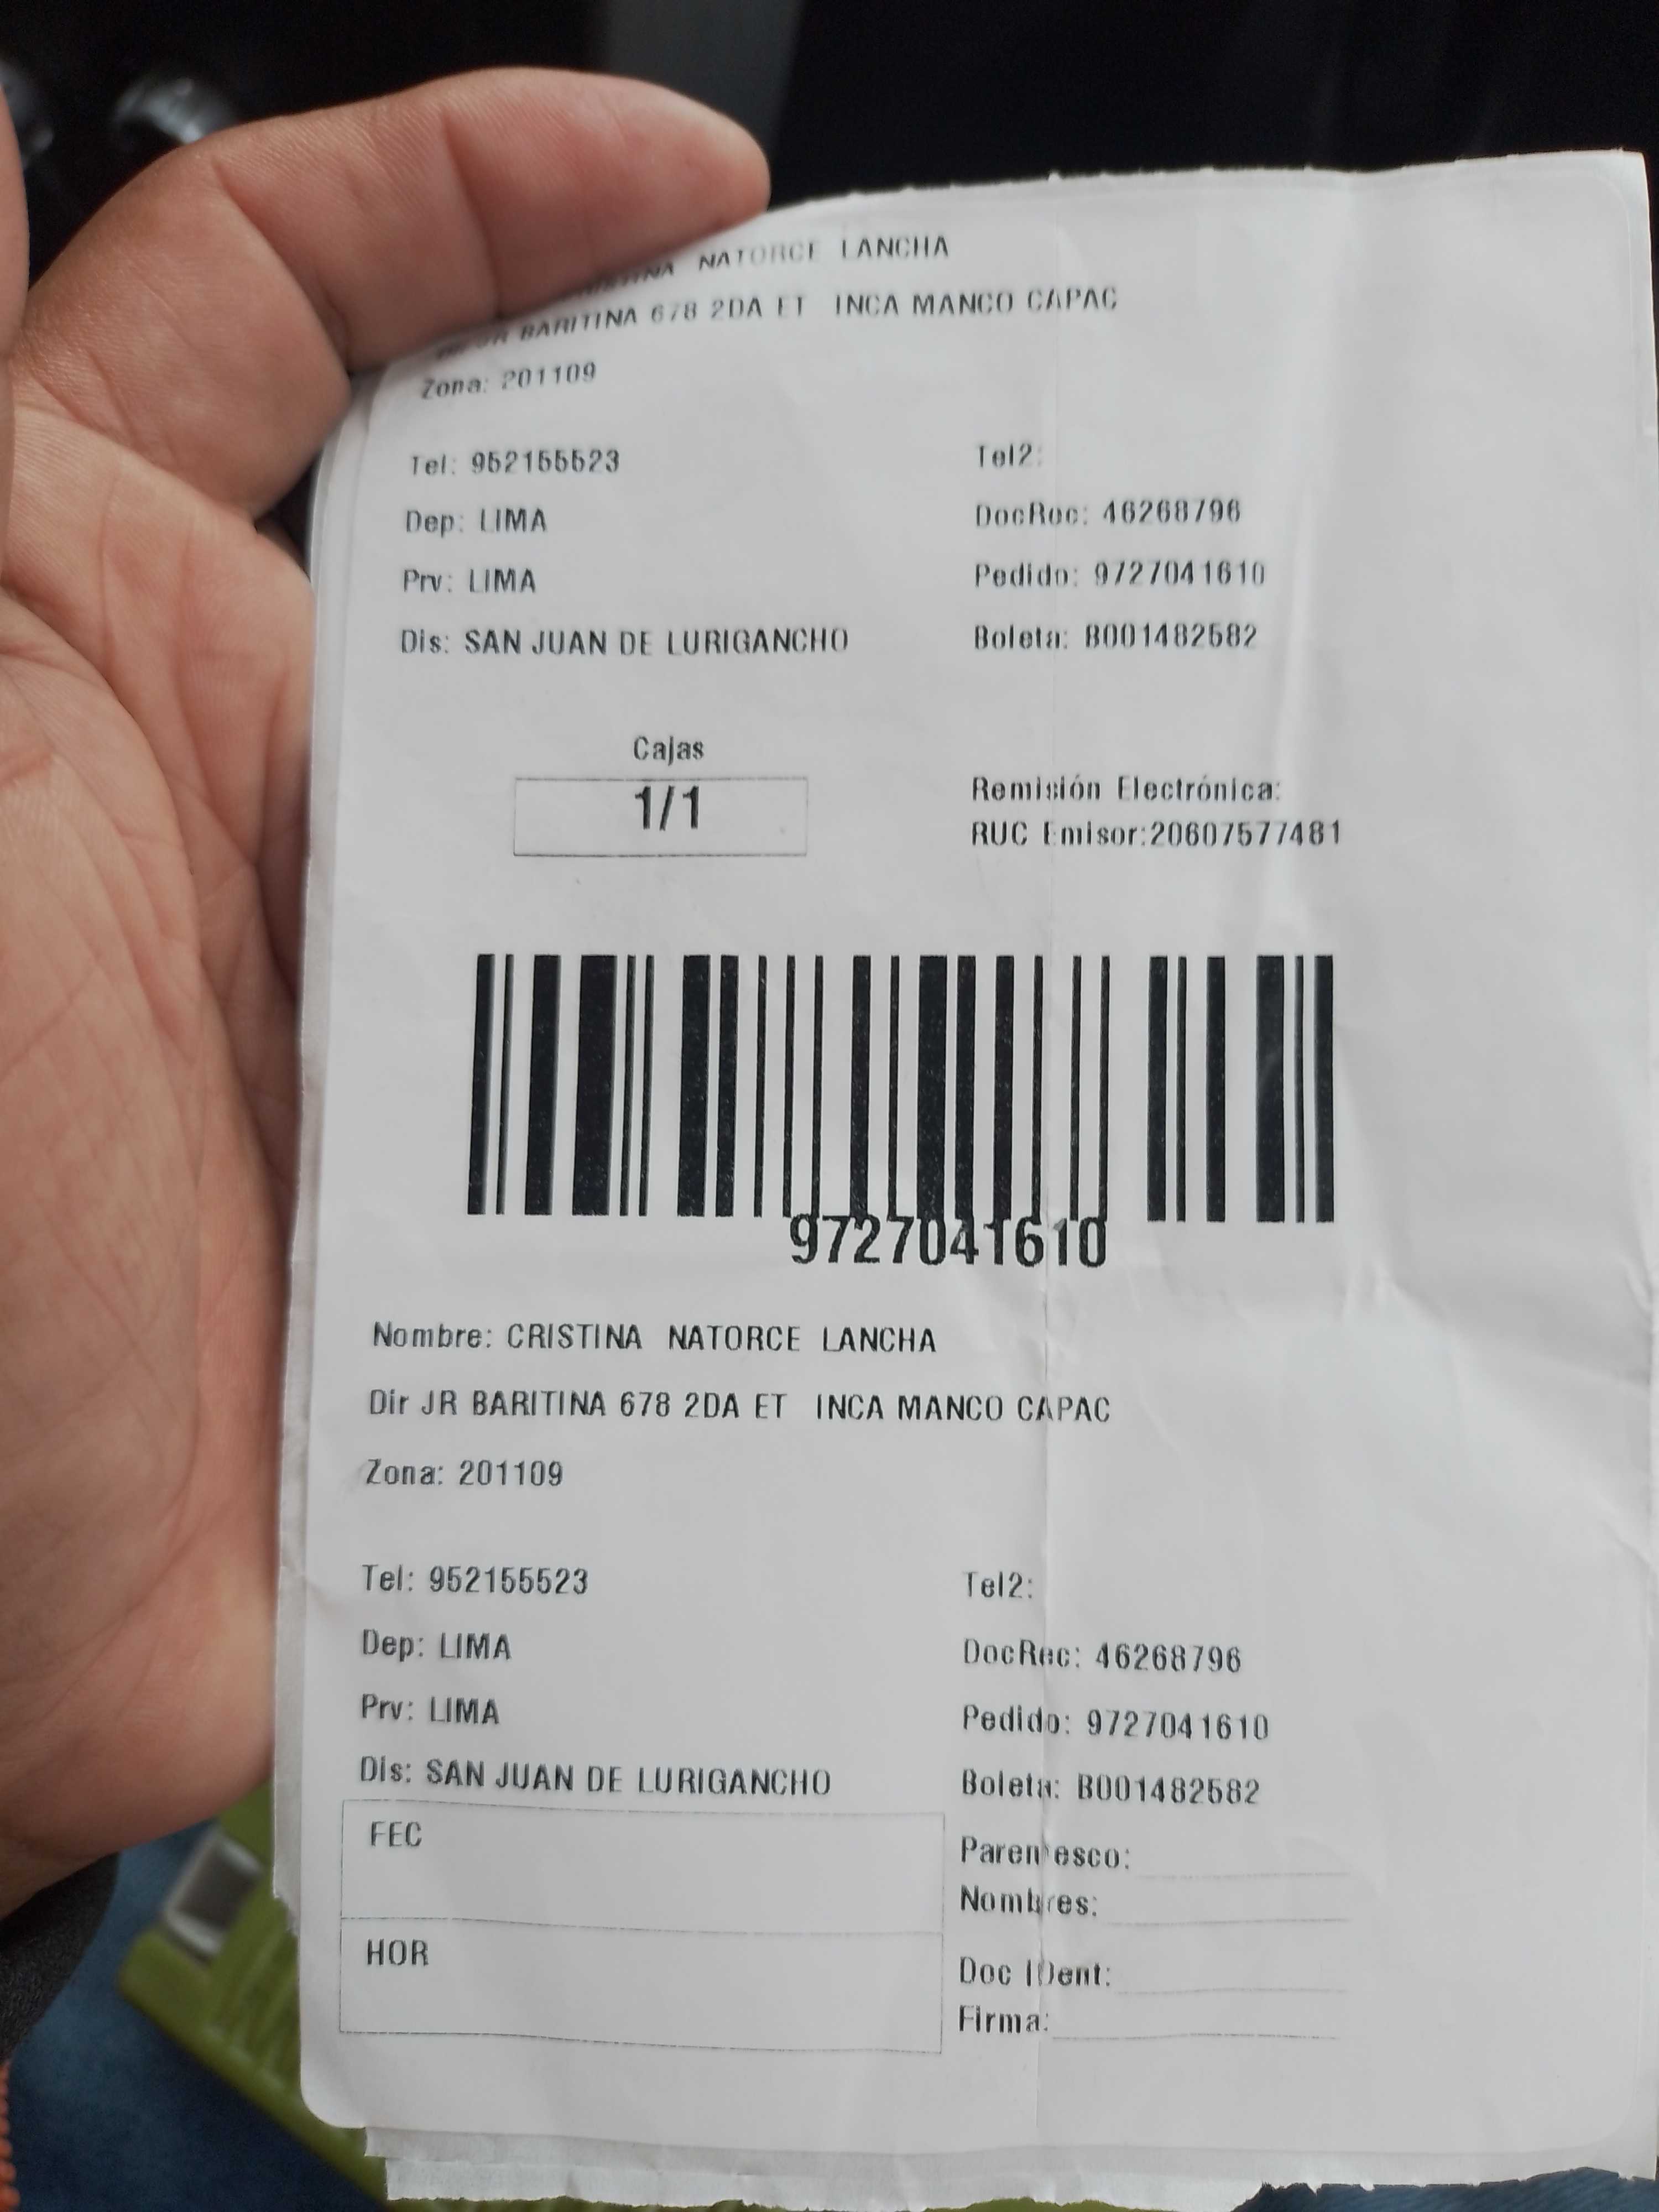 NATORCE LANCHA
JR BARITINA 678 2DA ET INCA MANCO CAPAC
Zona: 201109
Tel: 952155523 Tel2:
Dep: LIMA DocRec: 46268796
Prv: LIMA Pedido: 9727041610
Dis: SAN JUAN DE LURIGANCHO Boleta: B001482582
Cajas
1/1
Remisión Electrónica:
RUC Emisor:20607577481
9727041610
Nombre: CRISTINA NATORCE LANCHA
Dir JR BARITINA 678 2DA ET INCA MANCO CAPAC
Zona: 201109
Tel: 952155523 Tel2:
Dep: LIMA DocRec: 46268796
Prv: LIMA Pedido: 9727041610
Dis: SAN JUAN DE LURIGANCHO Boleta: B001482582
FEC
Parentesco:
Nombres:
HOR
Doc IDent:
Firma: